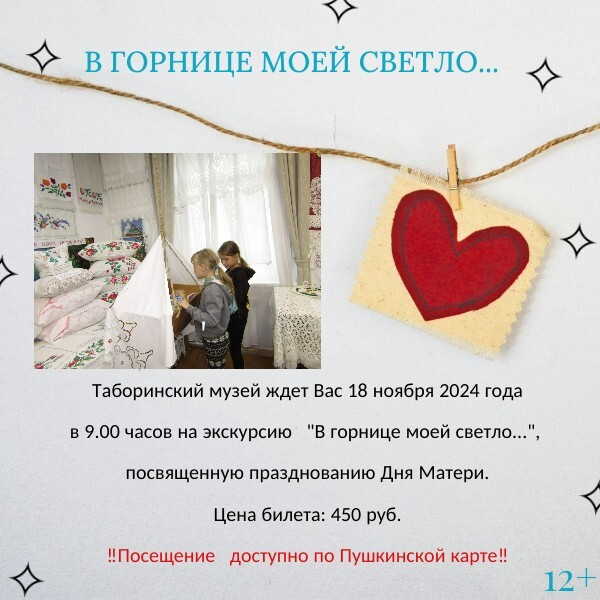 В ГОРНИЦЕ МОЕЙ СВЕТЛО...
Таборинский музей ждет Вас 18 ноября 2024 года
в 9.00 часов на экскурсию "В горнице моей светло...",
посвященную празднованию Дня Матери.
Цена билета: 450 руб.
!!Посещение доступно по Пушкинской карте!!
12+